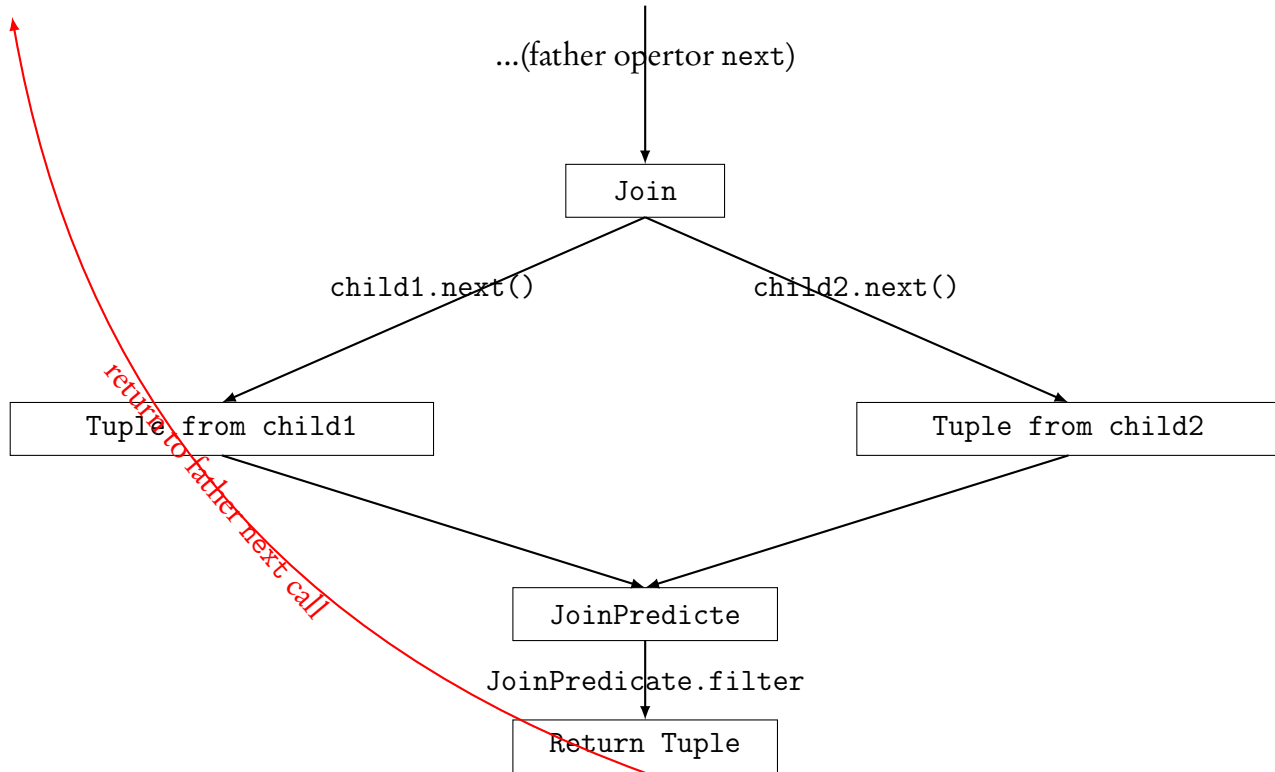 ...(father opertor next)
Join
child1.next()
child2.next()
Tuple from child1
Tuple from child2
return to father next call
JoinPredicte
JoinPredicate.filter
Return Tuple